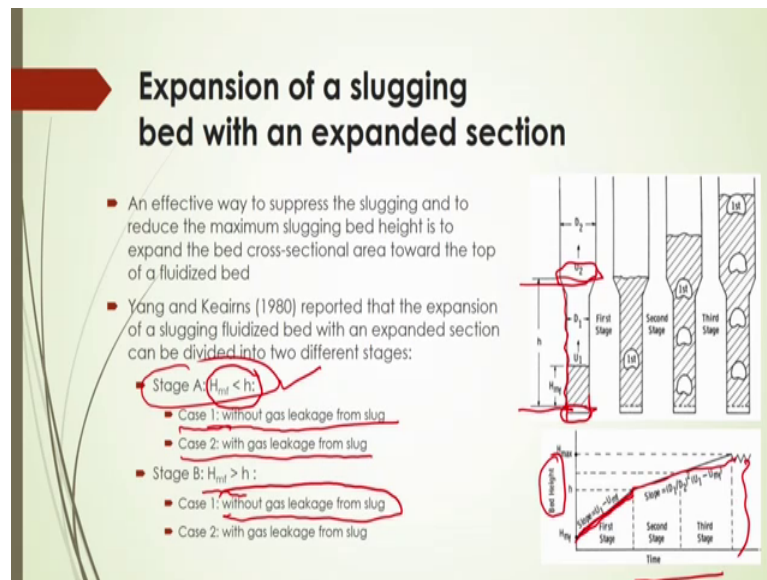 Expansion of a slugging
bed with an expanded section
An effective way to suppress the slugging and to
reduce the maximum slugging bed height is to
expand the bed cross-sectional area toward the top
of a fluidized bed
Yang and Keairns (1980) reported that the expansion
of a slugging fluidized bed with an expanded section
can be divided into two different stages:
Stage A: Hmf < h:
Case 1: without gas leakage from slug
Case 2: with gas leakage from slug
Stage B: Hmf > h :
Case 1: without gas leakage from slug
Case 2: with gas leakage from slug
D2
U2
h
D1
U1
Hmf
First
Stage
1st
Second
Stage
1st
Third
Stage
1st
Hmax
h
Hmf
Bed Height
Slope = U1 − Umf
First
Stage
Second
Stage
Third
Stage
Time